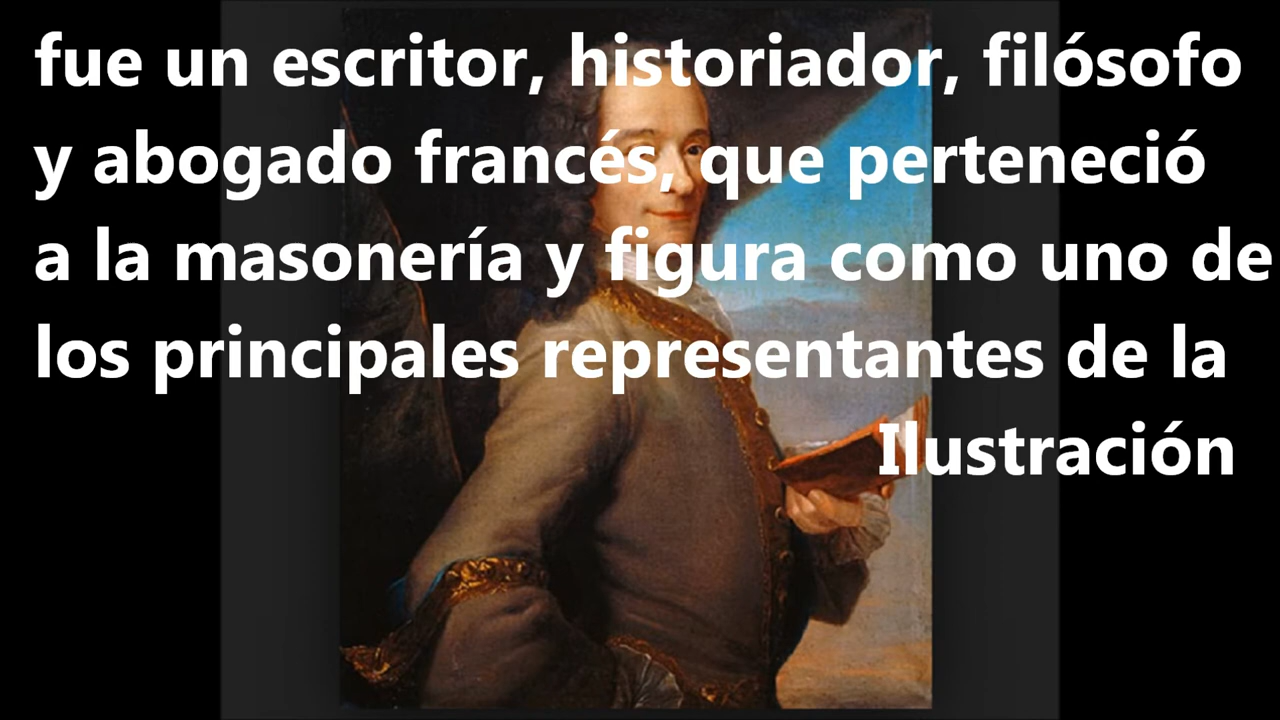 fue un escritor, historiador, filósofo
y abogado francés, que perteneció
a la masonería y figura como uno de
los principales representantes de la
Ilustración